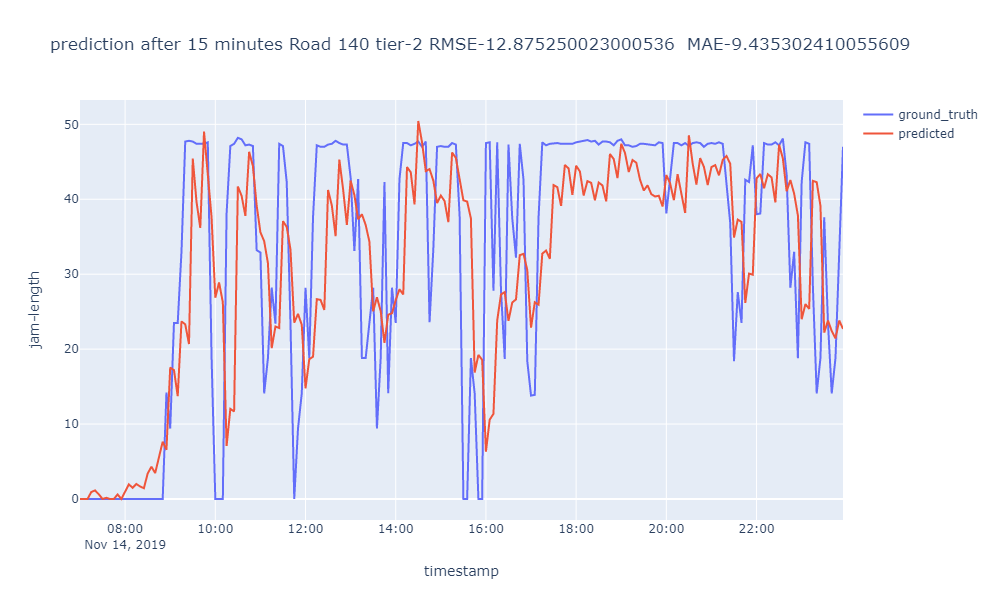 prediction after 15 minutes Road 140 tier-2 RMSE-12.875250023000536 MAE-9.435302410055609
ground_truth
predicted
50
40
30
20
10
0
jam-length
08:00 10:00 12:00 14:00 16:00 18:00 20:00 22:00
Nov 14, 2019
timestamp